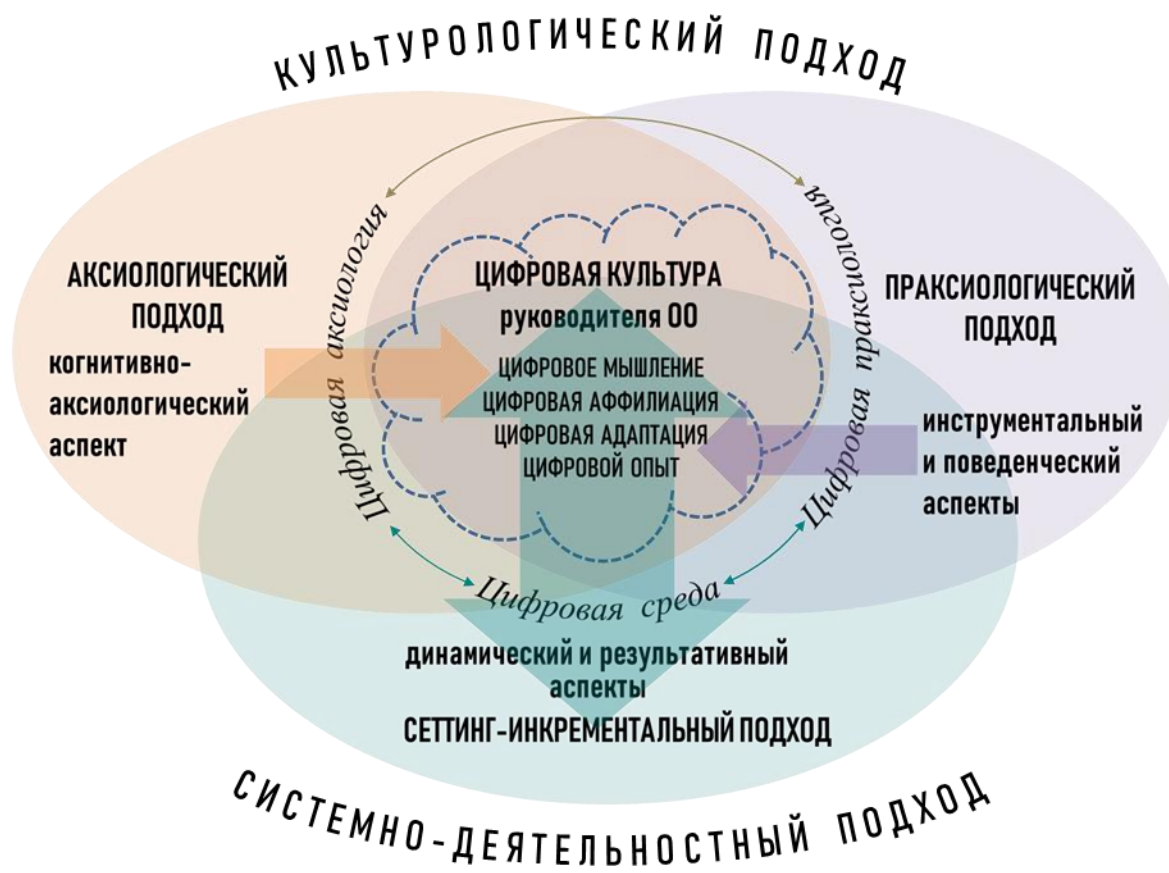 КУЛЬТУРОЛОГИЧЕСКИЙ ПОДХОД
АКСИОЛОГИЧЕСКИЙ
ПОДХОД
когнитивно-
аксиологический
аспект
Цифровая аксиология
ЦИФРОВАЯ КУЛЬТУРА
руководителя ОО
ЦИФРОВОЕ МЫШЛЕНИЕ
ЦИФРОВАЯ АФФИЛИАЦИЯ
ЦИФРОВАЯ АДАПТАЦИЯ
ЦИФРОВОЙ ОПЫТ
Цифровая праксиология
ПРАКСИОЛОГИЧЕСКИЙ
ПОДХОД
инструментальный
и поведенческий
аспекты
Цифровая среда
динамический и результативный
аспекты
СЕТТИНГ-ИНКРЕМЕНТАЛЬНЫЙ ПОДХОД
СИСТЕМНО-ДЕЯТЕЛЬНОСТНЫЙ ПОДХОД